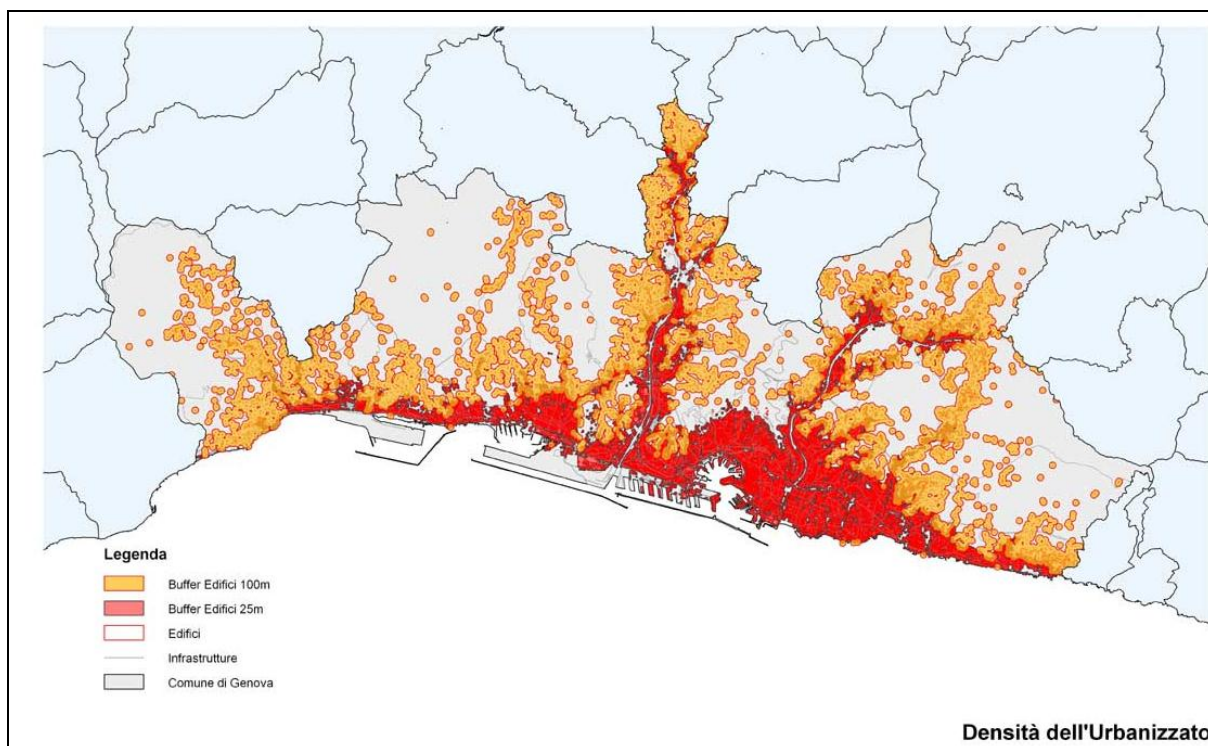 Legenda
Buffer Edifici 100m
Buffer Edifici 25m
Edifici
Infrastrutture
Comune di Genova
Densità dell'Urbanizzato